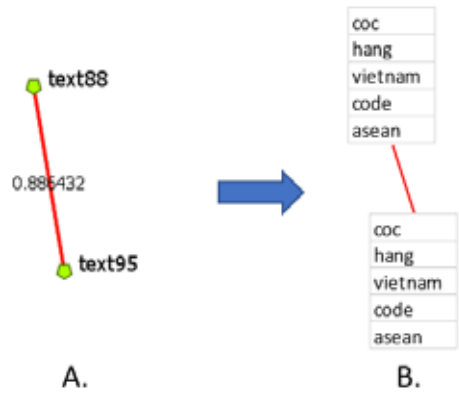 text88
0.886432
text95
A.
coc
hang
vietnam
code
asean
coc
hang
vietnam
code
asean
B.